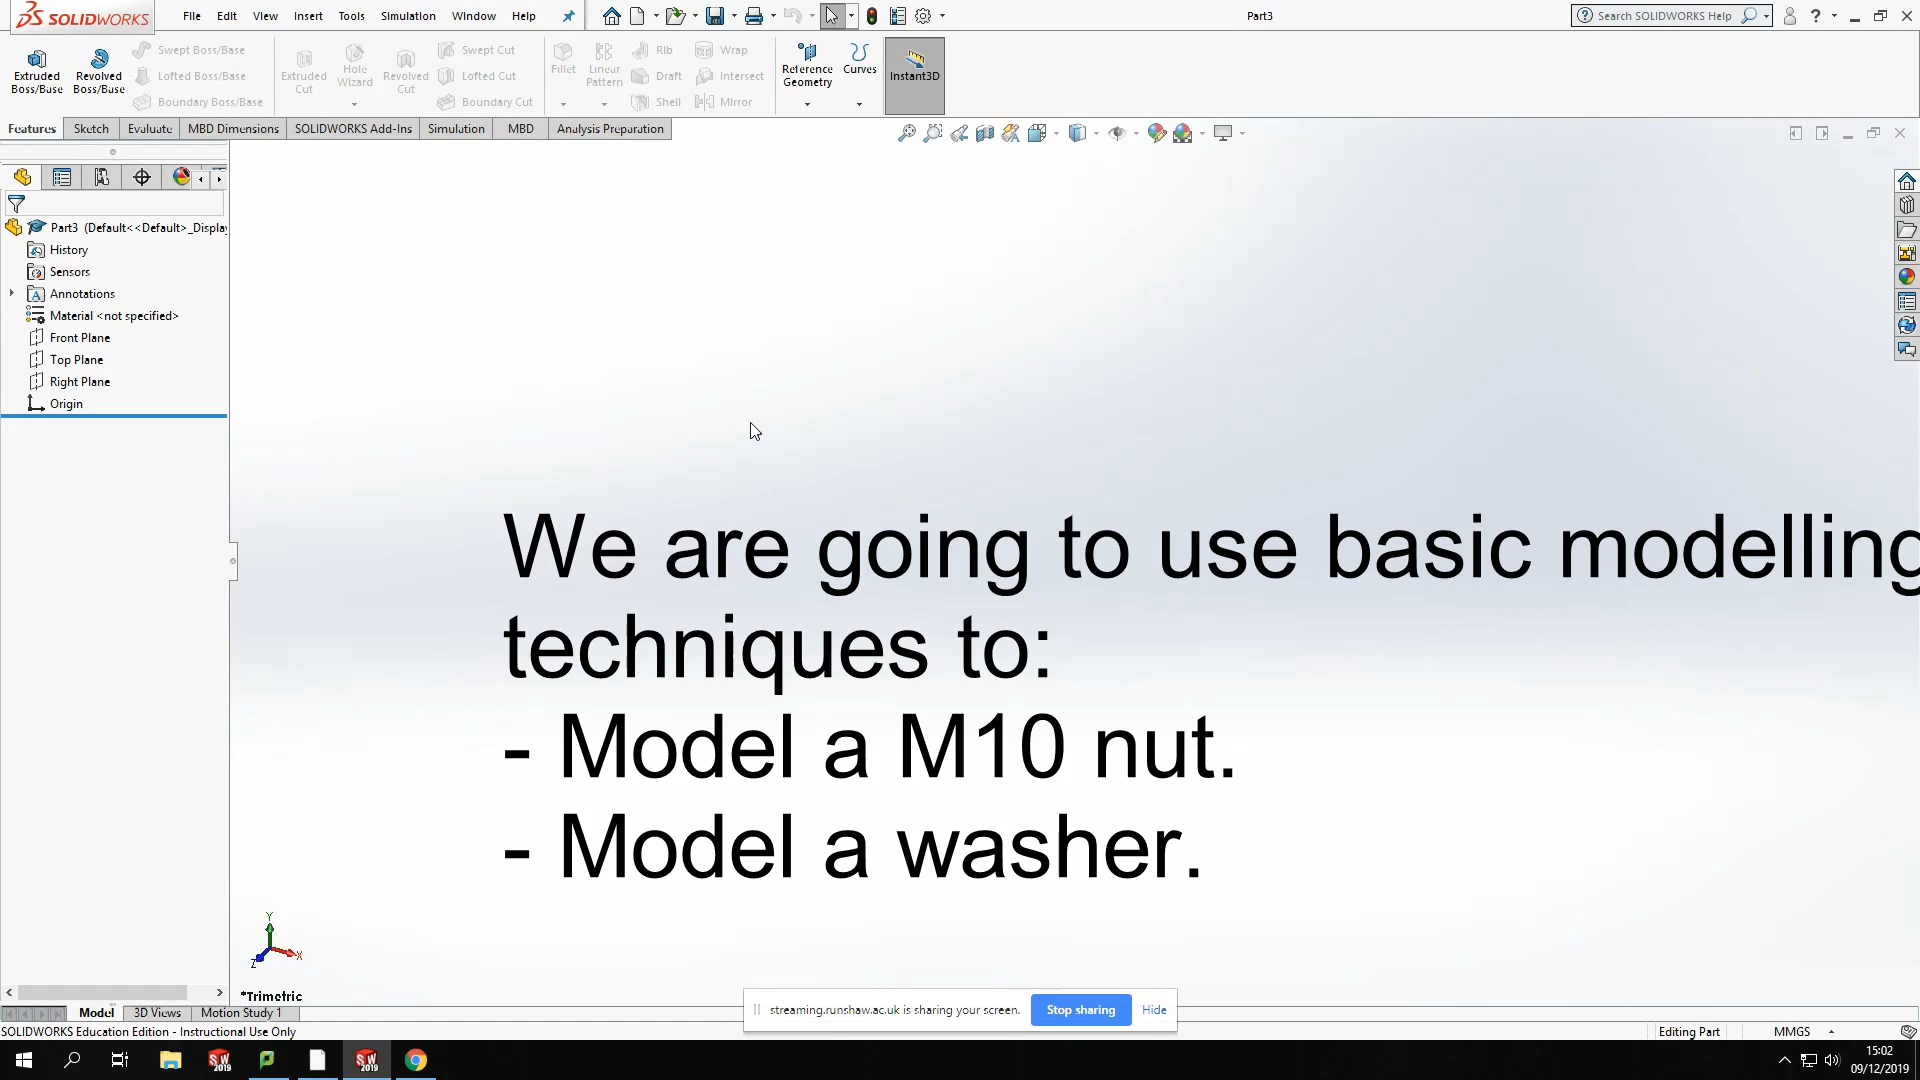 SOLIDWORKS File Edit View Insert Tools Simulation Window Help Part3 Search SOLIDWORKS Help
Extruded Boss/Base
Revolved Boss/Base
Swept Boss/Base
Lofted Boss/Base
Boundary Boss/Base
Extruded Cut
Hole Wizard
Revolved Cut
Swept Cut
Lofted Cut
Boundary Cut
Fillet
Linear Pattern
Rib
Draft
Shell
Wrap
Intersect
Mirror
Reference Geometry
Curves
Instant3D
Features Sketch Evaluate MBD Dimensions SOLIDWORKS Add-Ins Simulation MBD Analysis Preparation
Part3 (Default<<Default>_Display
History
Sensors
Annotations
Material <not specified>
Front Plane
Top Plane
Right Plane
Origin
We are going to use basic modelling
techniques to:
- Model a M10 nut.
- Model a washer.
Y
X
Z
*Trimetric
streaming.runshaw.ac.uk is sharing your screen. Stop sharing Hide
Model 3D Views Motion Study 1
SOLIDWORKS Education Edition - Instructional Use Only Editing Part MMGS
SW 2019 SW 2019
15:02
09/12/2019